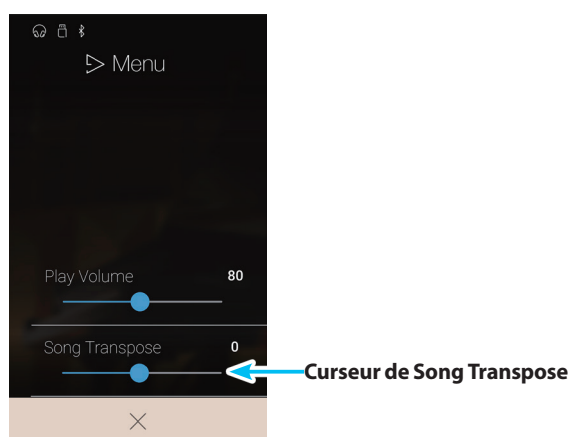 Menu
Play Volume 80
Song Transpose 0
Curseur de Song Transpose